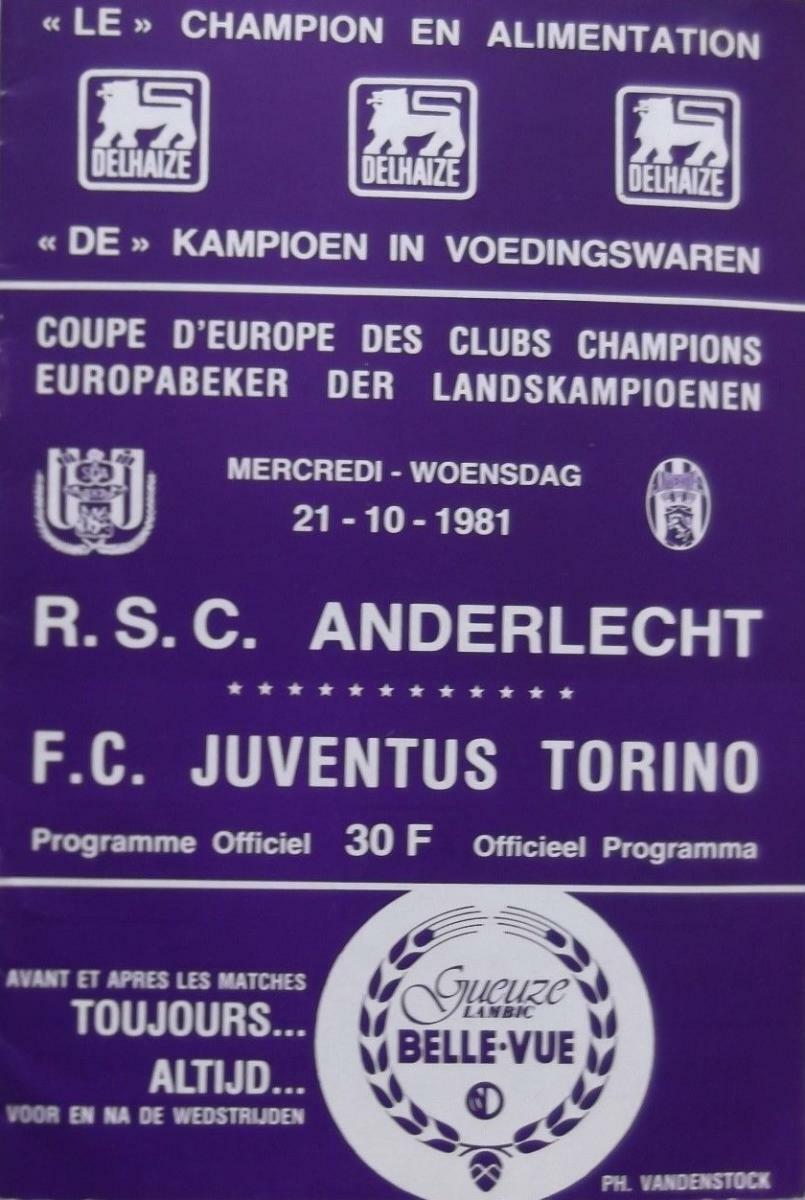 « LE » CHAMPION EN ALIMENTATION
DELHAIZE DELHAIZE DELHAIZE
« DE » KAMPIOEN IN VOEDINGSWAREN
COUPE D'EUROPE DES CLUBS CHAMPIONS
EUROPABEKER DER LANDSKAMPIOENEN
MERCREDI - WOENSDAG
21 - 10 - 1981
R. S. C. ANDERLECHT
F.C. JUVENTUS TORINO
Programme Officiel 30 F Officieel Programma
AVANT ET APRES LES MATCHES
TOUJOURS...
ALTIJD...
VOOR EN NA DE WEDSTRIJDEN
Gueuze
LAMBIC
BELLE-VUE
PH. VANDENSTOCK